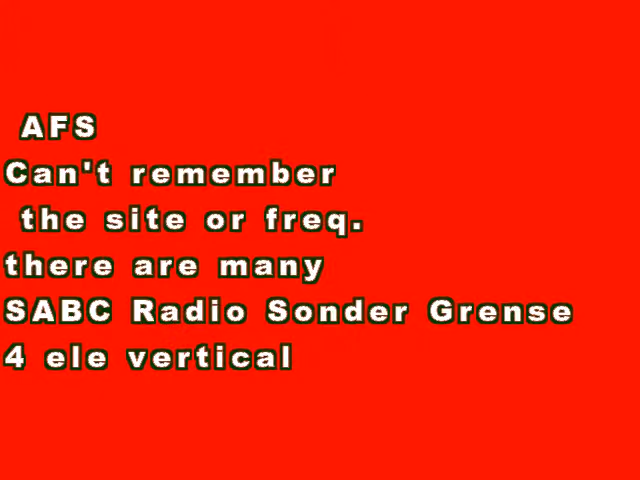 AFS
Can't remember
the site or freq.
there are many
SABC Radio Sonder Grense
4 ele vertical